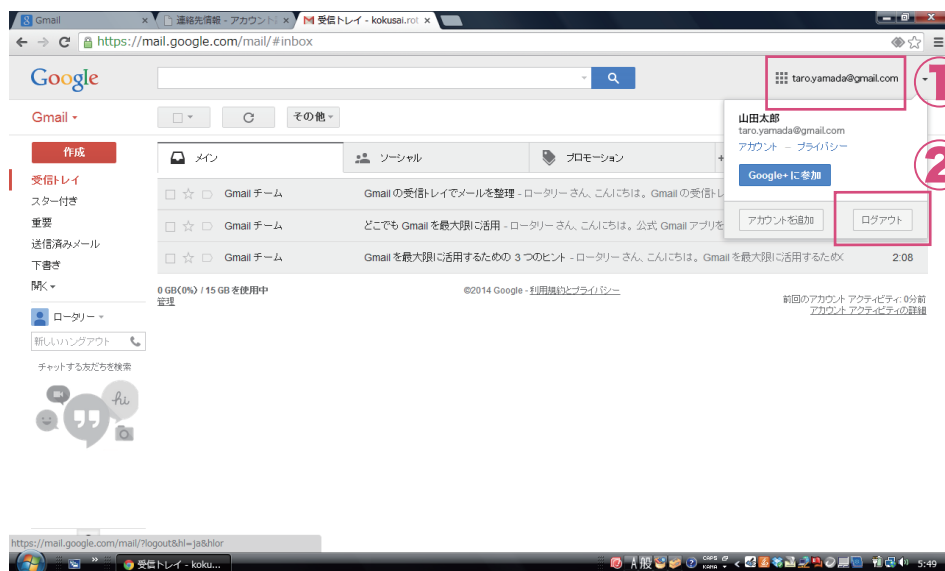 Gmail
連絡先情報 - アカウント
受信トレイ - kokusai.rot
https://mail.google.com/mail/#inbox
Google
taro.yamada@gmail.com
1
Gmail
C
その他
山田太郎
taro.yamada@gmail.com
アカウント － プライバシー
2
Google+ に参加
アカウントを追加
ログアウト
作成
メイン
ソーシャル
プロモーション
+
受信トレイ
スター付き
重要
送信済みメール
下書き
開く
Gmail チーム
Gmail の受信トレイでメールを整理 - ロータリー さん、こんにちは。Gmail の受信トレ
Gmail チーム
どこでも Gmail を最大限に活用 - ロータリー さん、こんにちは。公式 Gmail アプリを
Gmail チーム
Gmail を最大限に活用するための 3 つのヒント - ロータリー さん、こんにちは。Gmail を最大限に活用するため
2:08
0 GB(0%) / 15 GB を使用中
管理
©2014 Google - 利用規約とプライバシー
前回のアカウント アクティビティ: 0分前
アカウント アクティビティの詳細
ロータリー
新しいハングアウト
チャットする友だちを検索
hi
https://mail.google.com/mail/?logout&hl=ja&hlor
受信トレイ - koku...
A 般
CAPS
KANA
5:49